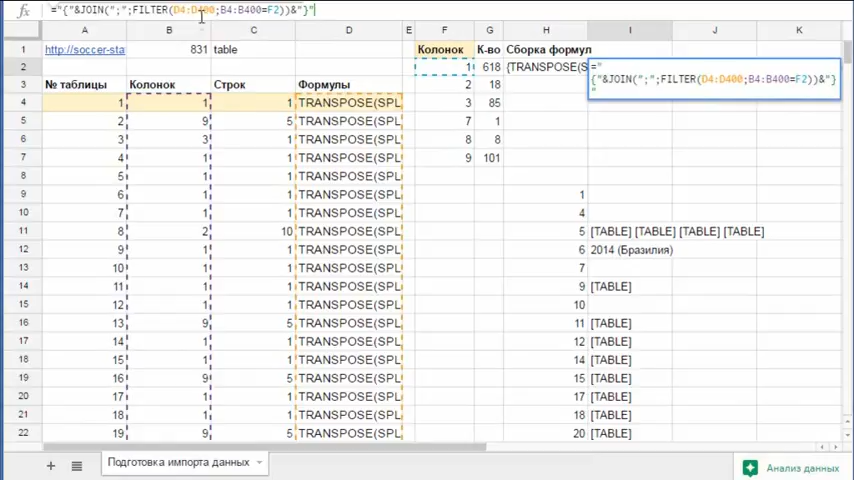 ="{"&JOIN(";";FILTER(D4:D400;B4:B400=F2))&"}"
A B C D E F G H I J K
1 http://soccer-sta 831 table Колонок К-во Сборка формул
2 1 618 {TRANSPOSE(S ="
{"&JOIN(";";FILTER(D4:D400;B4:B400=F2))&"}
"
3 № таблицы Колонок Строк Формулы 2 18
4 1 1 1 TRANSPOSE(SPL 3 85
5 2 9 5 TRANSPOSE(SPL 7 1
6 3 3 1 TRANSPOSE(SPL 8 8
7 4 1 1 TRANSPOSE(SPL 9 101
8 5 1 1 TRANSPOSE(SPL
9 6 1 1 TRANSPOSE(SPL 1
10 7 1 1 TRANSPOSE(SPL 4
11 8 2 10 TRANSPOSE(SPL 5 [TABLE] [TABLE] [TABLE] [TABLE]
12 9 1 1 TRANSPOSE(SPL 6 2014 (Бразилия)
13 10 1 1 TRANSPOSE(SPL 7
14 11 1 1 TRANSPOSE(SPL 9 [TABLE]
15 12 1 1 TRANSPOSE(SPL 10
16 13 9 5 TRANSPOSE(SPL 11 [TABLE]
17 14 1 1 TRANSPOSE(SPL 12 [TABLE]
18 15 1 1 TRANSPOSE(SPL 14 [TABLE]
19 16 9 5 TRANSPOSE(SPL 15 [TABLE]
20 17 1 1 TRANSPOSE(SPL 17 [TABLE]
21 18 1 1 TRANSPOSE(SPL 18 [TABLE]
22 19 9 5 TRANSPOSE(SPL 20 [TABLE]
Подготовка импорта данных
Анализ данных